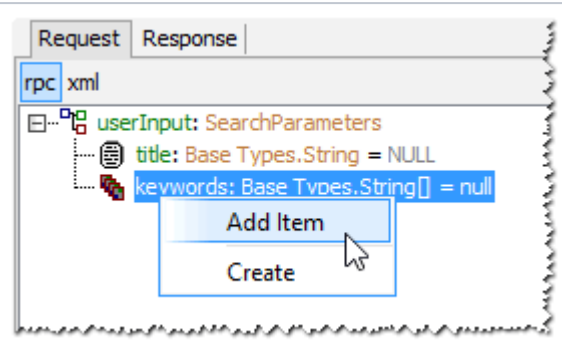 Request Response
rpc xml
userInput: SearchParameters
title: Base Types.String = NULL
keywords: Base Types.String[] = null
Add Item
Create